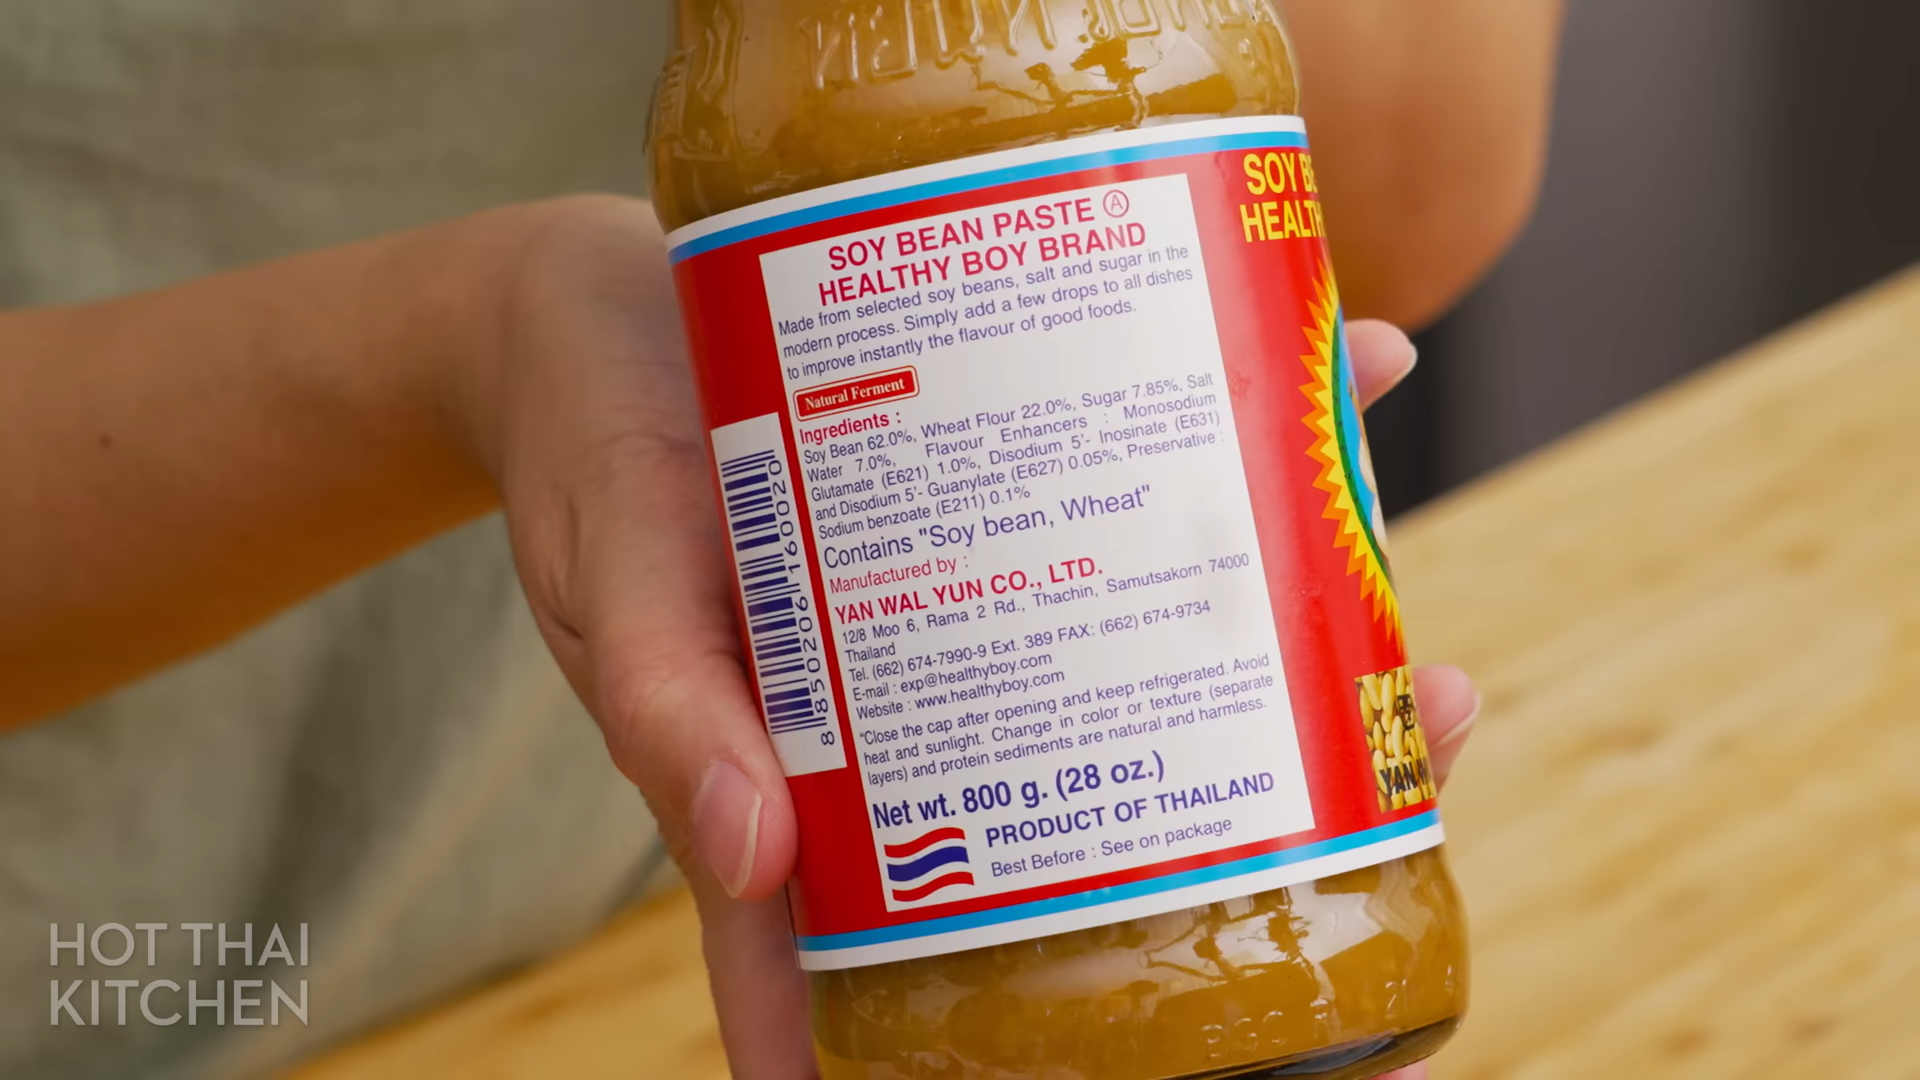 SOY BEAN PASTE Ⓐ
HEALTHY BOY BRAND
Made from selected soy beans, salt and sugar in the
modern process. Simply add a few drops to all dishes
to improve instantly the flavour of good foods.
Natural Ferment
Ingredients :
Soy Bean 62.0%, Wheat Flour 22.0%, Sugar 7.85%, Salt
Water 7.0%, Flavour Enhancers : Monosodium
Glutamate (E621) 1.0%, Disodium 5'- Inosinate (E631)
and Disodium 5'- Guanylate (E627) 0.05%, Preservative :
Sodium benzoate (E211) 0.1%
Contains "Soy bean, Wheat"
Manufactured by :
YAN WAL YUN CO., LTD.
12/8 Moo 6, Rama 2 Rd., Thachin, Samutsakorn 74000
Thailand
Tel. (662) 674-7990-9 Ext. 389 FAX: (662) 674-9734
E-mail : exp@healthyboy.com
Website : www.healthyboy.com
*Close the cap after opening and keep refrigerated. Avoid
heat and sunlight. Change in color or texture (separate
layers) and protein sediments are natural and harmless.
Net wt. 800 g. (28 oz.)
PRODUCT OF THAILAND
Best Before : See on package
8 850206 160020
SOY BE
HEALTH
YAN W
HOT THAI
KITCHEN